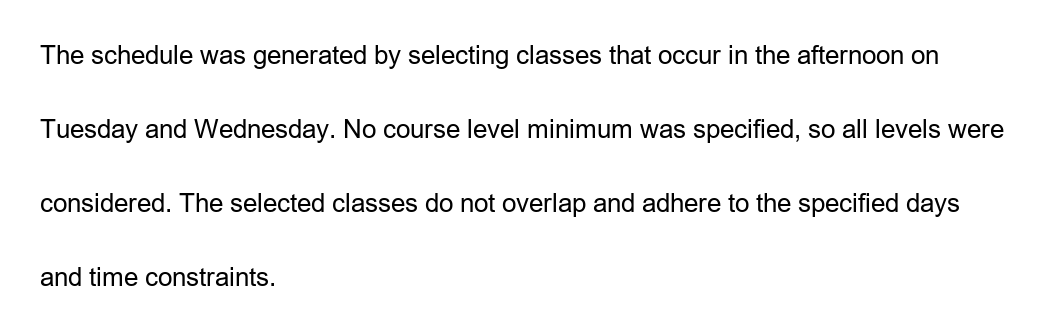 The schedule was generated by selecting classes that occur in the afternoon on
Tuesday and Wednesday. No course level minimum was specified, so all levels were
considered. The selected classes do not overlap and adhere to the specified days
and time constraints.